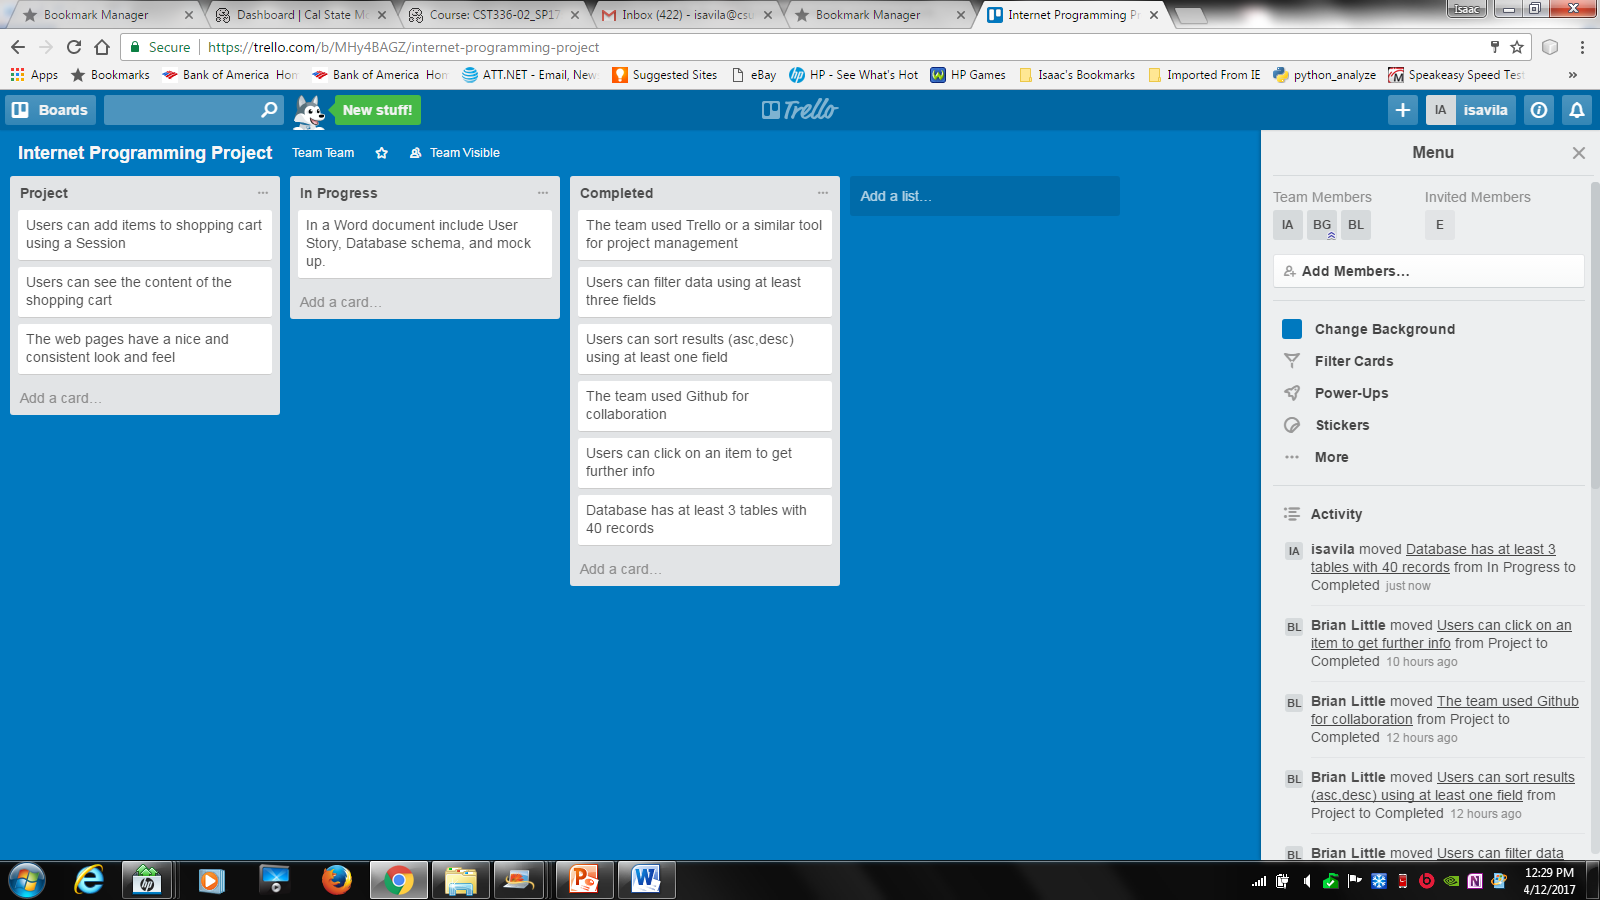 Bookmark Manager
Dashboard | Cal State M
Course: CST336-02_SP17
Inbox (422) - isavila@csu
Bookmark Manager
Internet Programming P
Isaac
Secure
https://trello.com/b/MHy4BAGZ/internet-programming-project
Apps
Bookmarks
Bank of America Hon
Bank of America Hon
ATT.NET - Email, New
Suggested Sites
eBay
HP - See What's Hot
HP Games
Isaac's Bookmarks
Imported From IE
python_analyze
Speakeasy Speed Test
»
Boards
New stuff!
Trello
IA
isavila
Internet Programming Project
Team Team
Team Visible
Project
Users can add items to shopping cart
using a Session
Users can see the content of the
shopping cart
The web pages have a nice and
consistent look and feel
Add a card…
In Progress
In a Word document include User
Story, Database schema, and mock
up.
Add a card…
Completed
The team used Trello or a similar tool
for project management
Users can filter data using at least
three fields
Users can sort results (asc,desc)
using at least one field
The team used Github for
collaboration
Users can click on an item to get
further info
Database has at least 3 tables with
40 records
Add a card…
Add a list…
Menu
Team Members
IA BG BL
Invited Members
E
Add Members…
Change Background
Filter Cards
Power-Ups
Stickers
More
Activity
IA
isavila moved Database has at least 3
tables with 40 records from In Progress to
Completed just now
BL
Brian Little moved Users can click on an
item to get further info from Project to
Completed 10 hours ago
BL
Brian Little moved The team used Github
for collaboration from Project to
Completed 12 hours ago
BL
Brian Little moved Users can sort results
(asc,desc) using at least one field from
Project to Completed 12 hours ago
BL
Brian Little moved Users can filter data
12:29 PM
4/12/2017